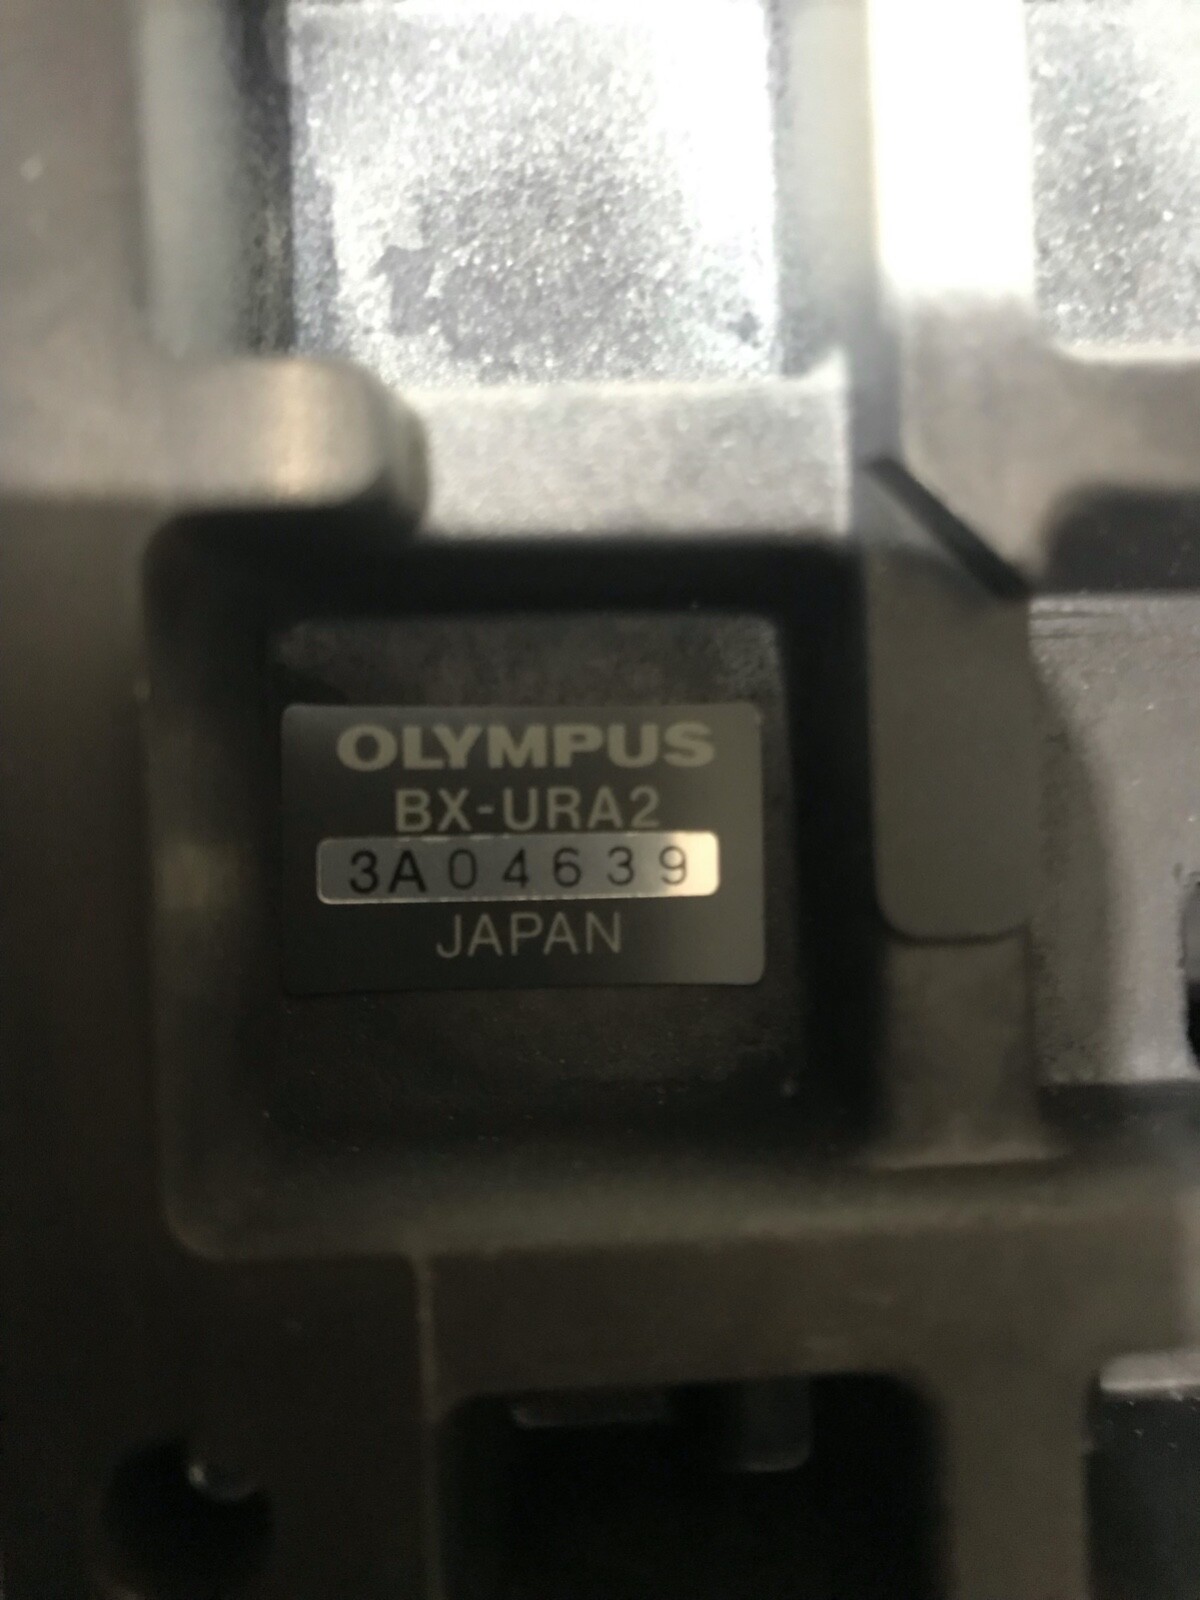 OLYMPUS
BX-URA2
3A04639
JAPAN